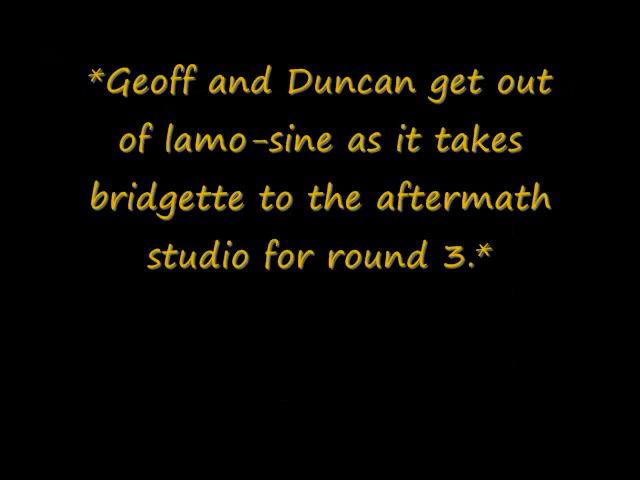 *Geoff and Duncan get out
of lamo-sine as it takes
bridgette to the aftermath
studio for round 3.*